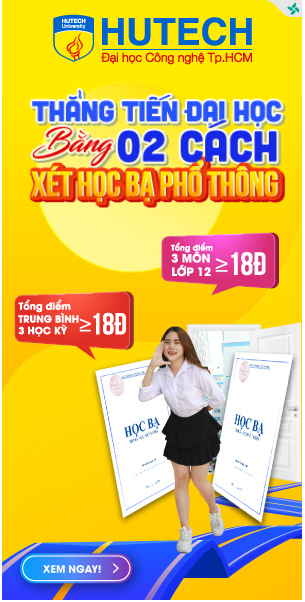 HUTECH
University
HUTECH
Đại học Công nghệ Tp.HCM
THẲNG TIẾN ĐẠI HỌC
Bằng 02 CÁCH
XÉT HỌC BẠ PHỔ THÔNG
Tổng điểm
3 MÔN
LỚP 12
≥18Đ
Tổng điểm
TRUNG BÌNH
3 HỌC KỲ
≥18Đ
HỌC BẠ
HỌC BẠ
XEM NGAY!